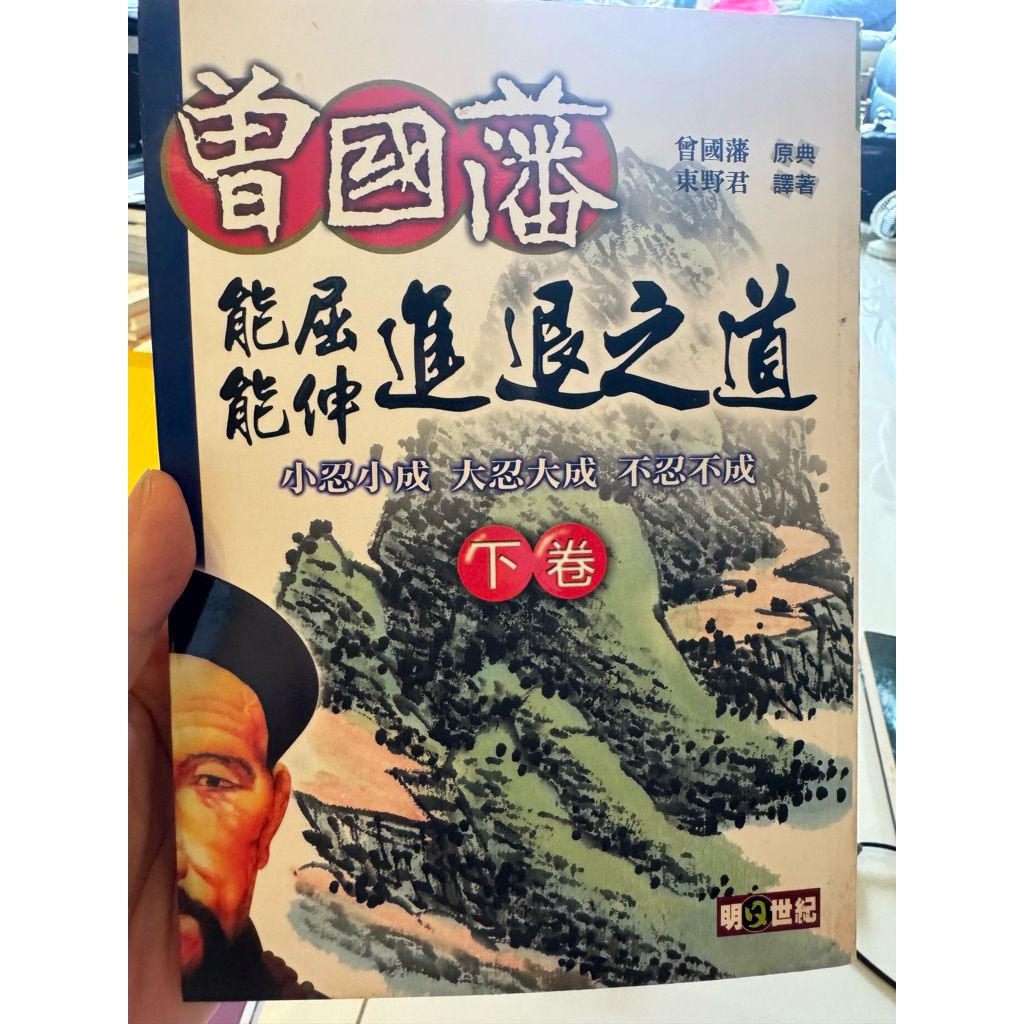 曾國藩
曾國藩 原典
東野君 譯著
能屈
能伸
進退之道
小忍小成 大忍大成 不忍不成
下卷
明日世紀